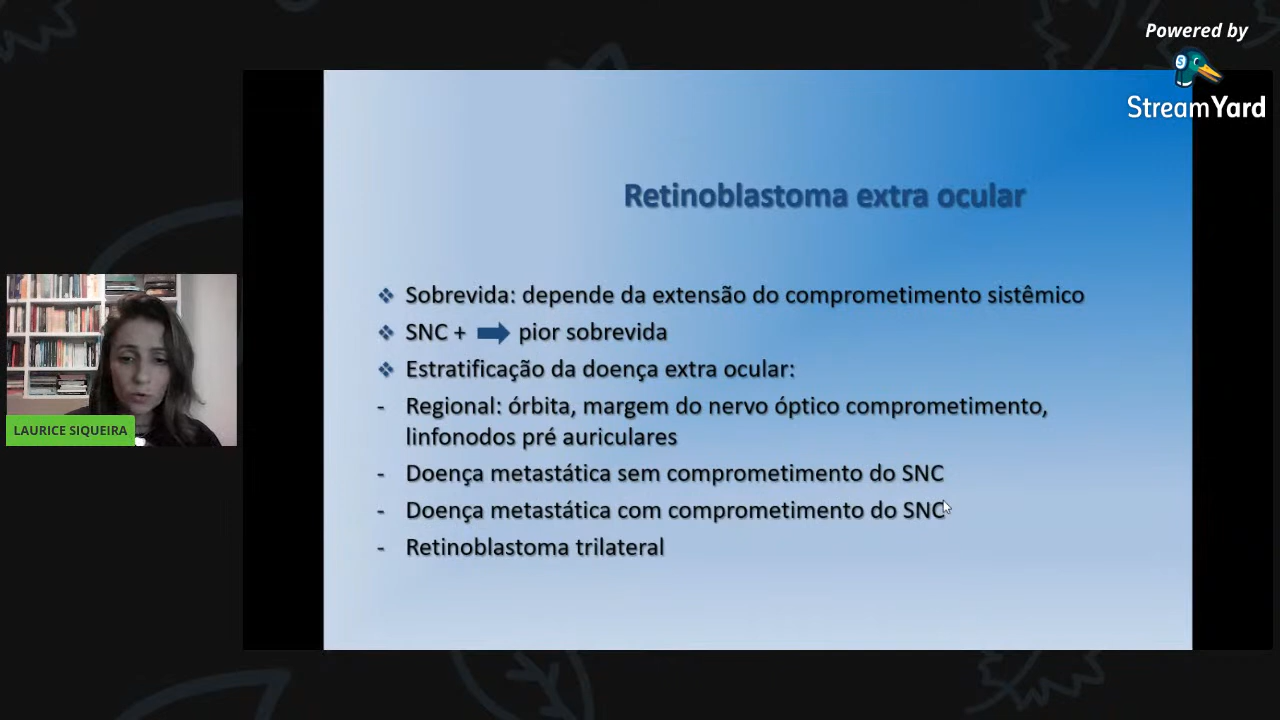 Powered by
StreamYard
Retinoblastoma extra ocular
Sobrevida: depende da extensão do comprometimento sistêmico
SNC + pior sobrevida
Estratificação da doença extra ocular:
- Regional: órbita, margem do nervo óptico comprometimento,
linfonodos pré auriculares
- Doença metastática sem comprometimento do SNC
- Doença metastática com comprometimento do SNC
- Retinoblastoma trilateral
LAURICE SIQUEIRA